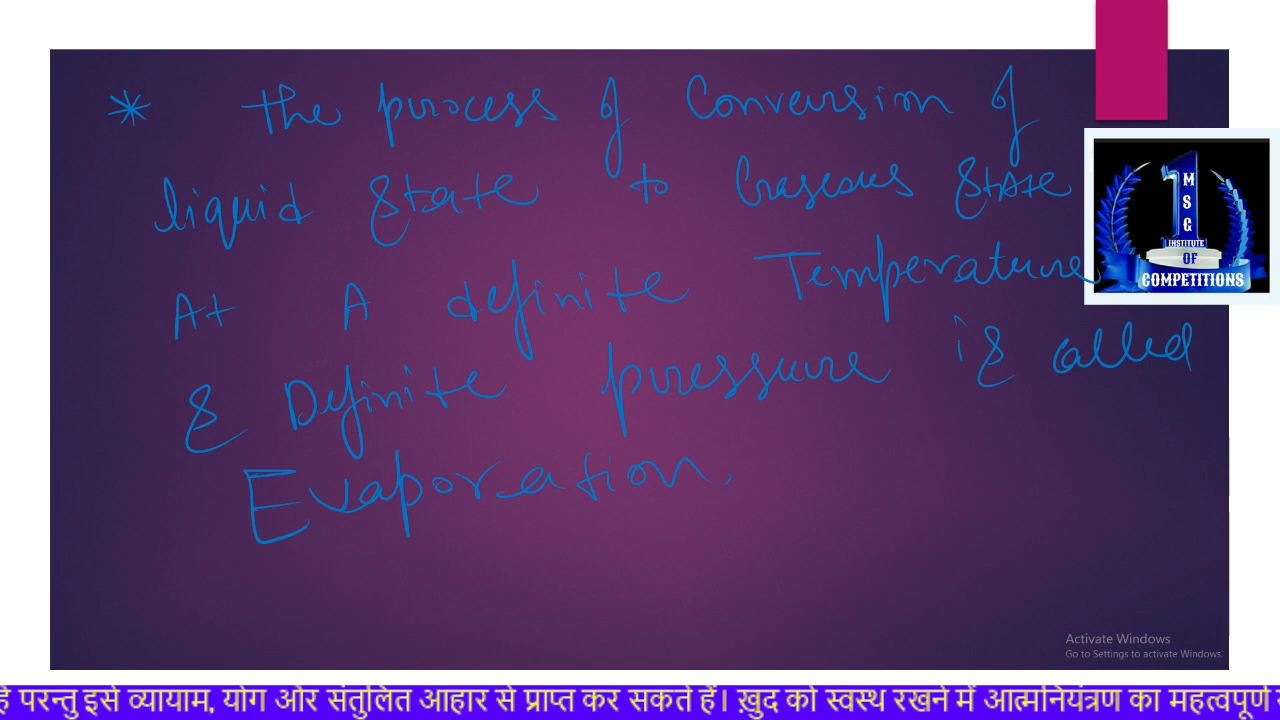 * the process of Conversion of
liquid state to Gaseous state
At A definite Temperature
& Definite pressure is called
Evaporation.
1
M
S
G
INSTITUTE
OF
COMPETITIONS
Activate Windows
Go to Settings to activate Windows.
है परन्तु इसे व्यायाम, योग और संतुलित आहार से प्राप्त कर सकते हैं। ख़ुद को स्वस्थ रखने में आत्मनियंत्रण का महत्वपूर्ण